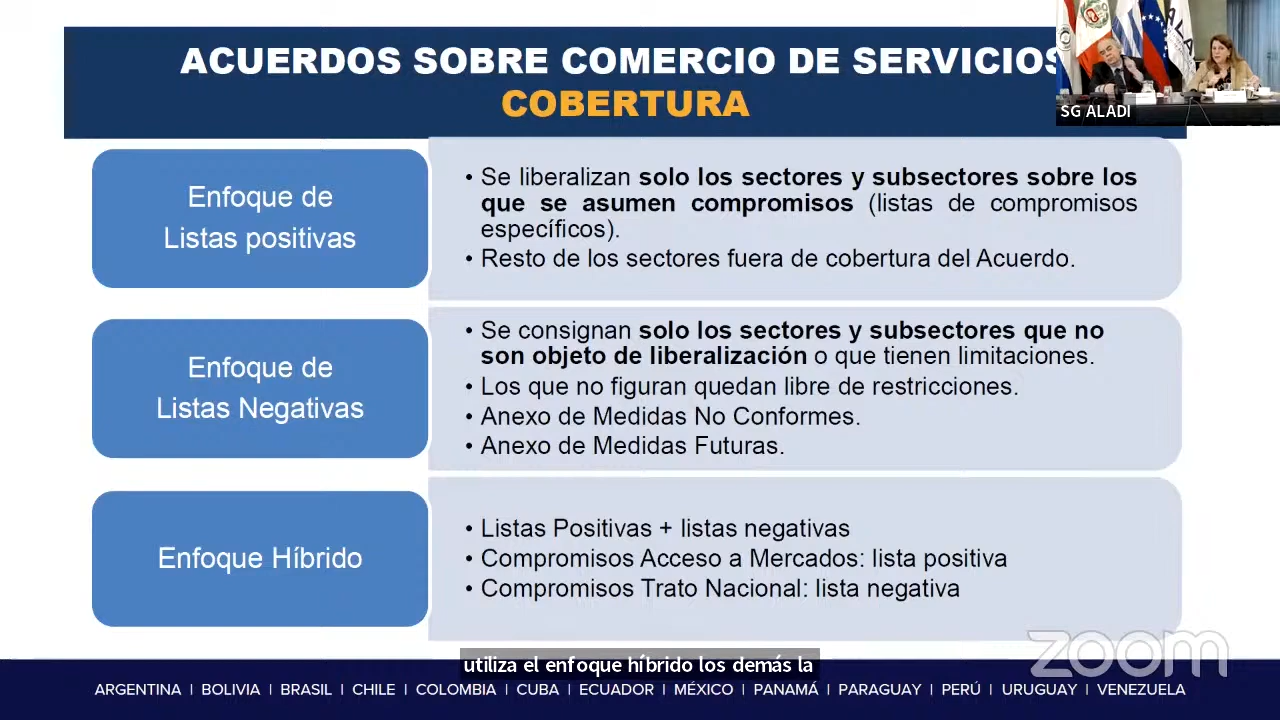 ACUERDOS SOBRE COMERCIO DE SERVICIOS
COBERTURA
SG ALADI
Enfoque de
Listas positivas
• Se liberalizan solo los sectores y subsectores sobre los
que se asumen compromisos (listas de compromisos
específicos).
• Resto de los sectores fuera de cobertura del Acuerdo.
Enfoque de
Listas Negativas
• Se consignan solo los sectores y subsectores que no
son objeto de liberalización o que tienen limitaciones.
• Los que no figuran quedan libre de restricciones.
• Anexo de Medidas No Conformes.
• Anexo de Medidas Futuras.
Enfoque Híbrido
• Listas Positivas + listas negativas
• Compromisos Acceso a Mercados: lista positiva
• Compromisos Trato Nacional: lista negativa
zoom
utiliza el enfoque híbrido los demás la
ARGENTINA | BOLIVIA | BRASIL | CHILE | COLOMBIA | CUBA | ECUADOR | MÉXICO | PANAMÁ | PARAGUAY | PERÚ | URUGUAY | VENEZUELA